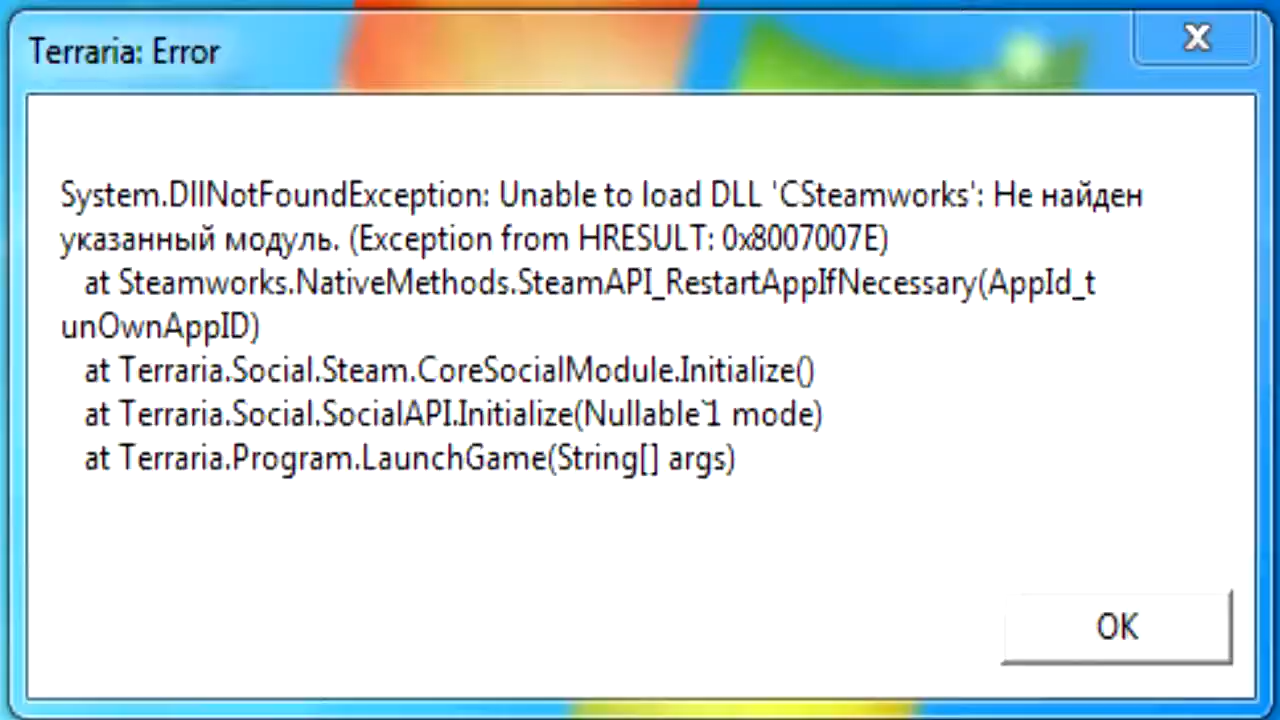 Terraria: Error
X
System.DllNotFoundException: Unable to load DLL 'CSteamworks': Не найден
указанный модуль. (Exception from HRESULT: 0x8007007E)
at Steamworks.NativeMethods.SteamAPI_RestartAppIfNecessary(AppId_t
unOwnAppID)
at Terraria.Social.Steam.CoreSocialModule.Initialize()
at Terraria.Social.SocialAPI.Initialize(Nullable`1 mode)
at Terraria.Program.LaunchGame(String[] args)
OK